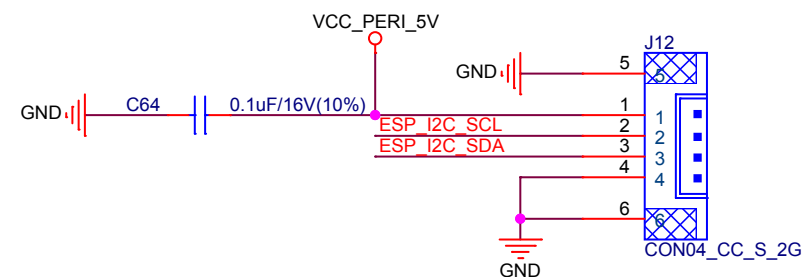 VCC_PERI_5V
J12
GND
5
5
GND
C64
0.1uF/16V(10%)
1
1
ESP_I2C_SCL
2
2
ESP_I2C_SDA
3
3
4
4
6
6
CON04_CC_S_2G
GND